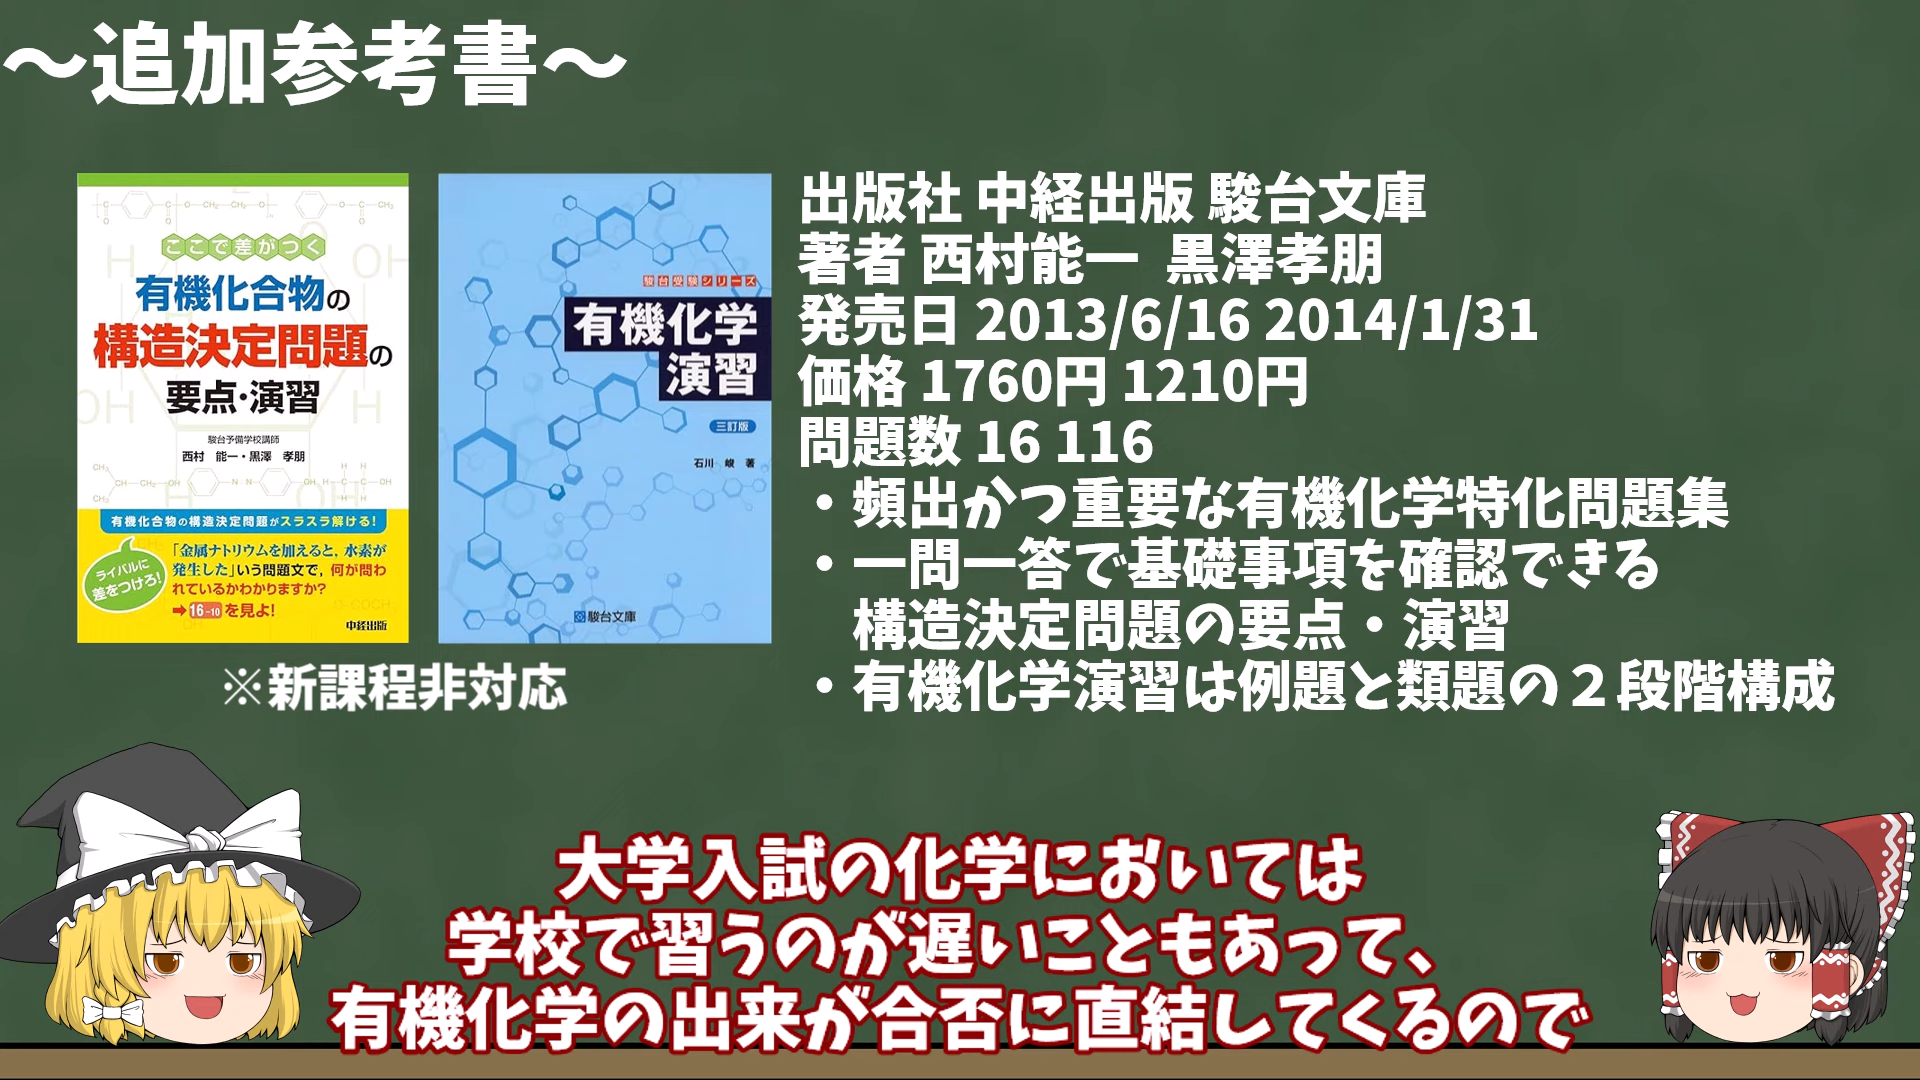 ～追加参考書～
ここで差がつく
有機化合物の
構造決定問題の
要点・演習
駿台予備学校講師
西村 能一・黒澤 孝朋
有機化合物の構造決定問題がスラスラ解ける!
ライバルに
差をつけろ!
「金属ナトリウムを加えると,水素が
発生した」いう問題文で,何が問わ
れているかわかりますか?
➡16-10を見よ!
中経出版
駿台受験シリーズ
有機化学
演習
三訂版
石川 峻 著
駿台文庫
※新課程非対応
出版社 中経出版 駿台文庫
著者 西村能一 黒澤孝朋
発売日 2013/6/16 2014/1/31
価格 1760円 1210円
問題数 16 116
・頻出かつ重要な有機化学特化問題集
・一問一答で基礎事項を確認できる
構造決定問題の要点・演習
・有機化学演習は例題と類題の２段階構成
大学入試の化学においては
学校で習うのが遅いこともあって、
有機化学の出来が合否に直結してくるので